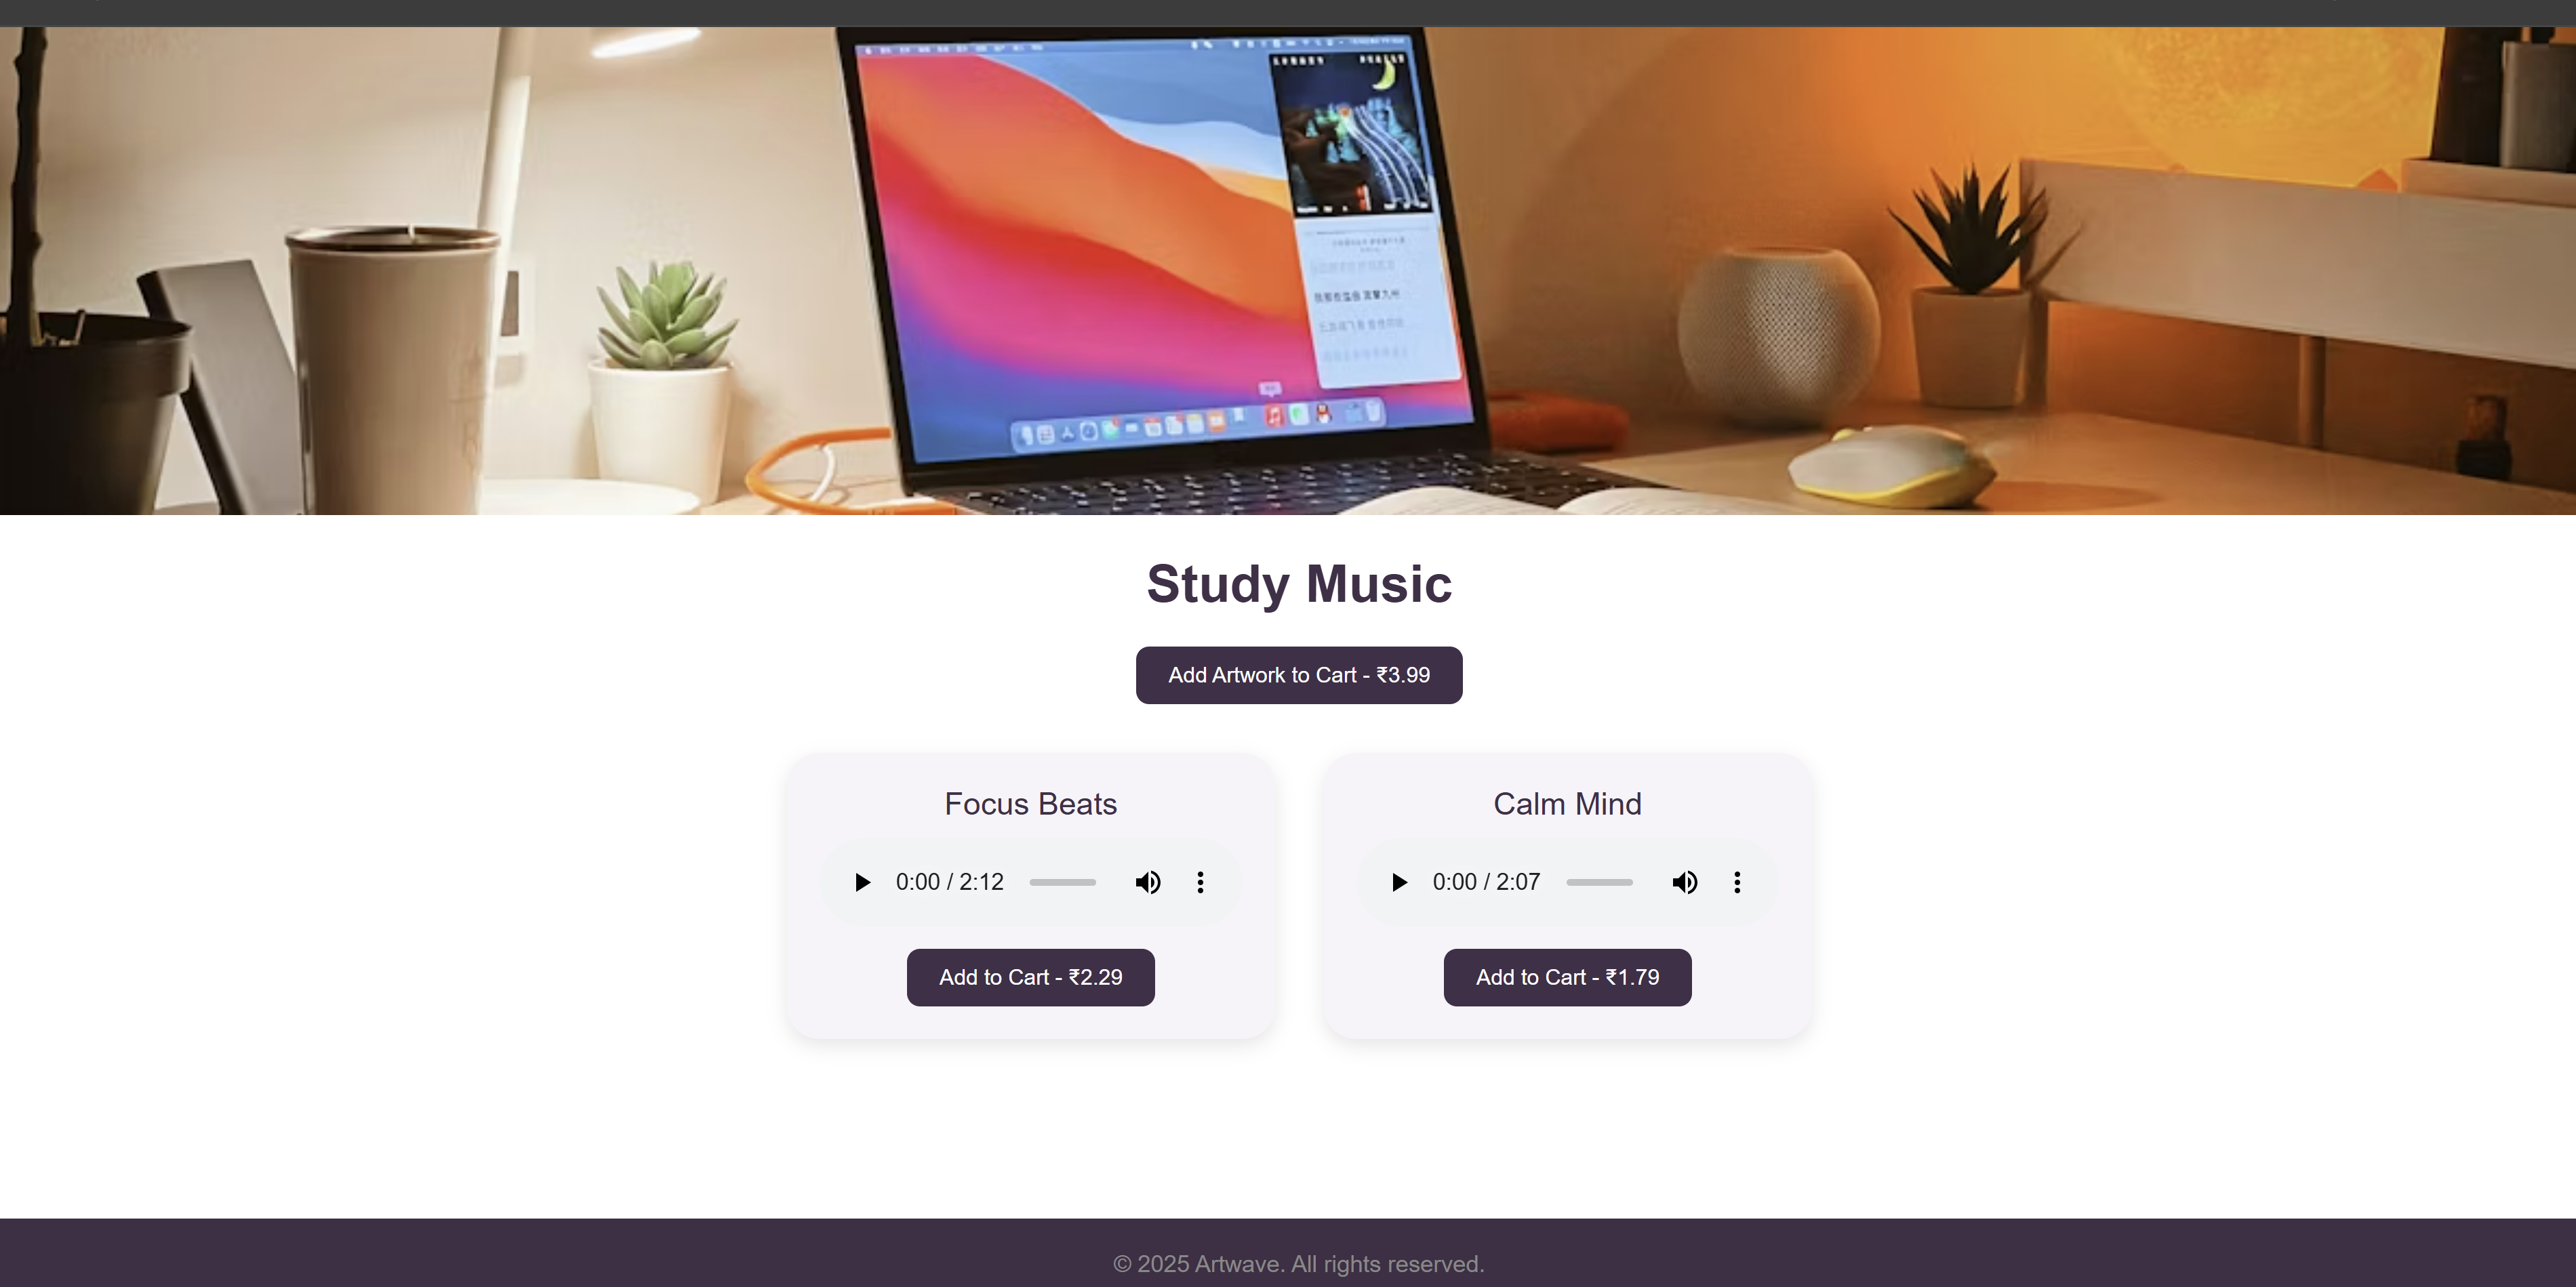 Study Music
Add Artwork to Cart - ₹3.99
Focus Beats
Calm Mind
0:00 / 2:12
0:00 / 2:07
Add to Cart - ₹2.29
Add to Cart - ₹1.79
© 2025 Artwave. All rights reserved.